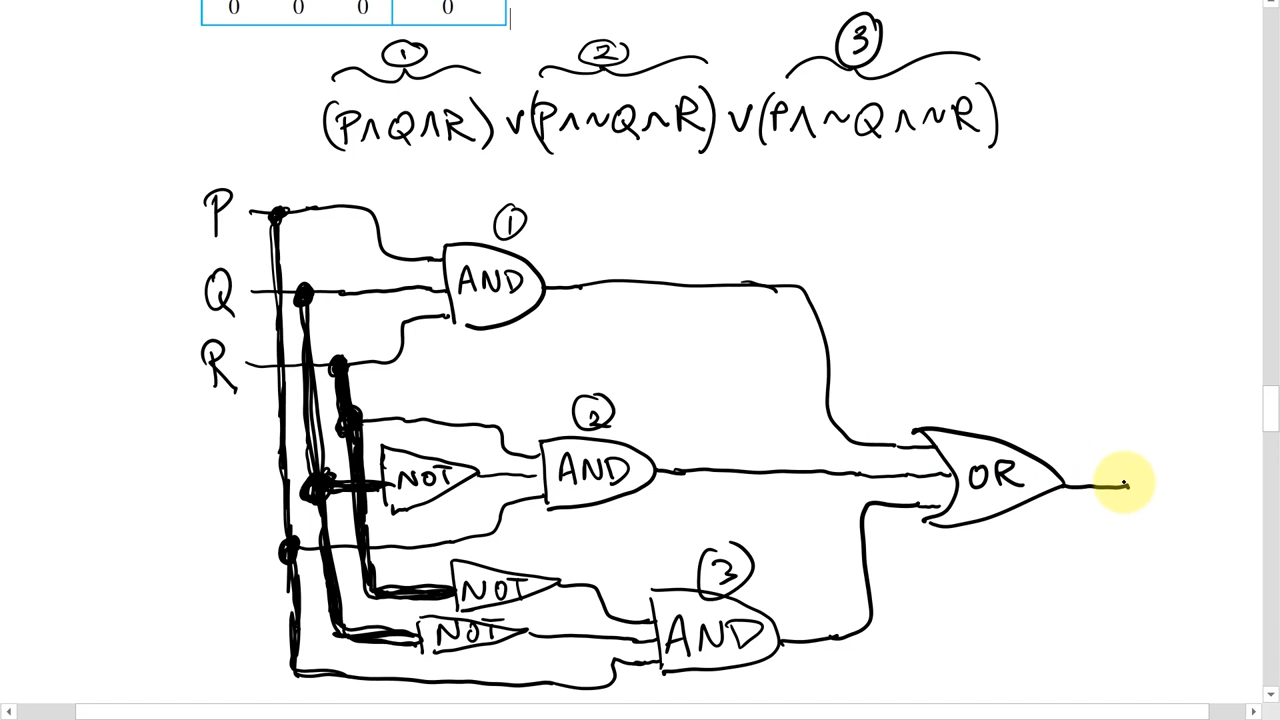 0 0 0 0
① ② ③
(P∧Q∧R)∨(P∧~Q∧R)∨(P∧~Q∧~R)
P
①
AND
Q
R
②
NOT AND
OR
③
NOT
NOT AND